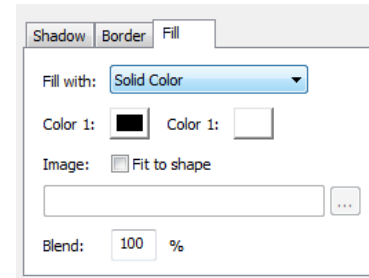 Shadow Border Fill
Fill with: Solid Color
Color 1: Color 1:
Image: Fit to shape
...
Blend: 100 %